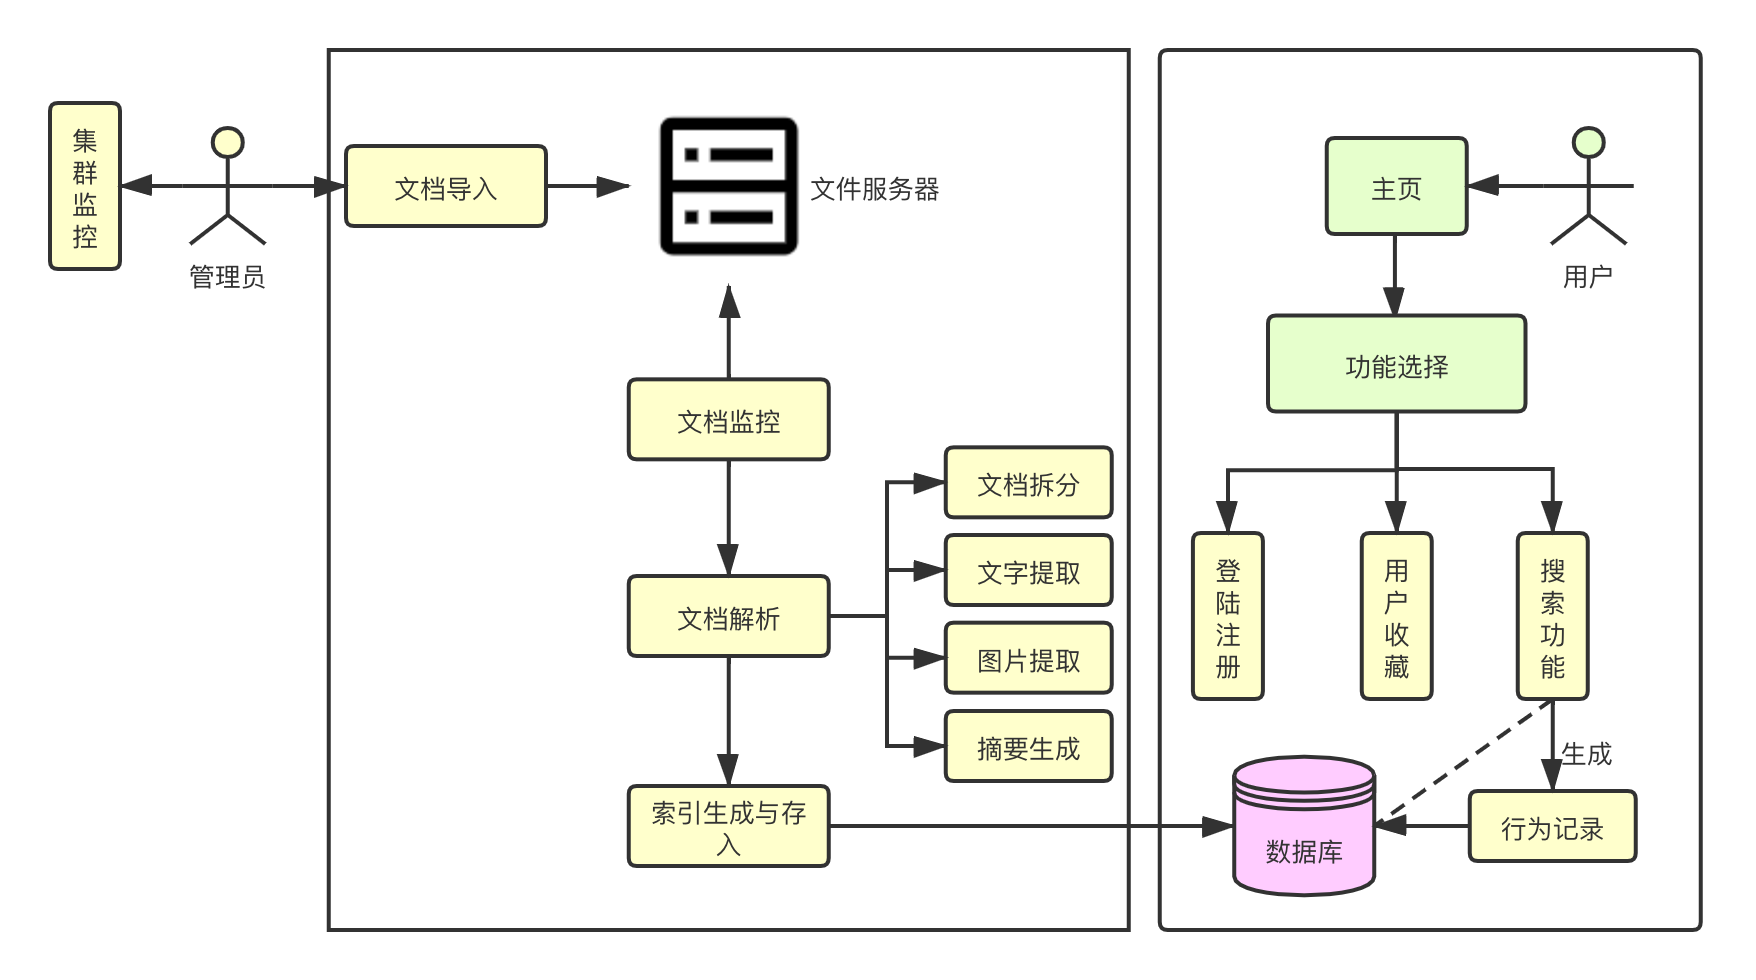 集
群
监
控
管理员
文档导入
文件服务器
文档监控
文档解析
文档拆分
文字提取
图片提取
摘要生成
索引生成与存
入
主页
用户
功能选择
登
陆
注
册
用
户
收
藏
搜
索
功
能
生成
行为记录
数据库